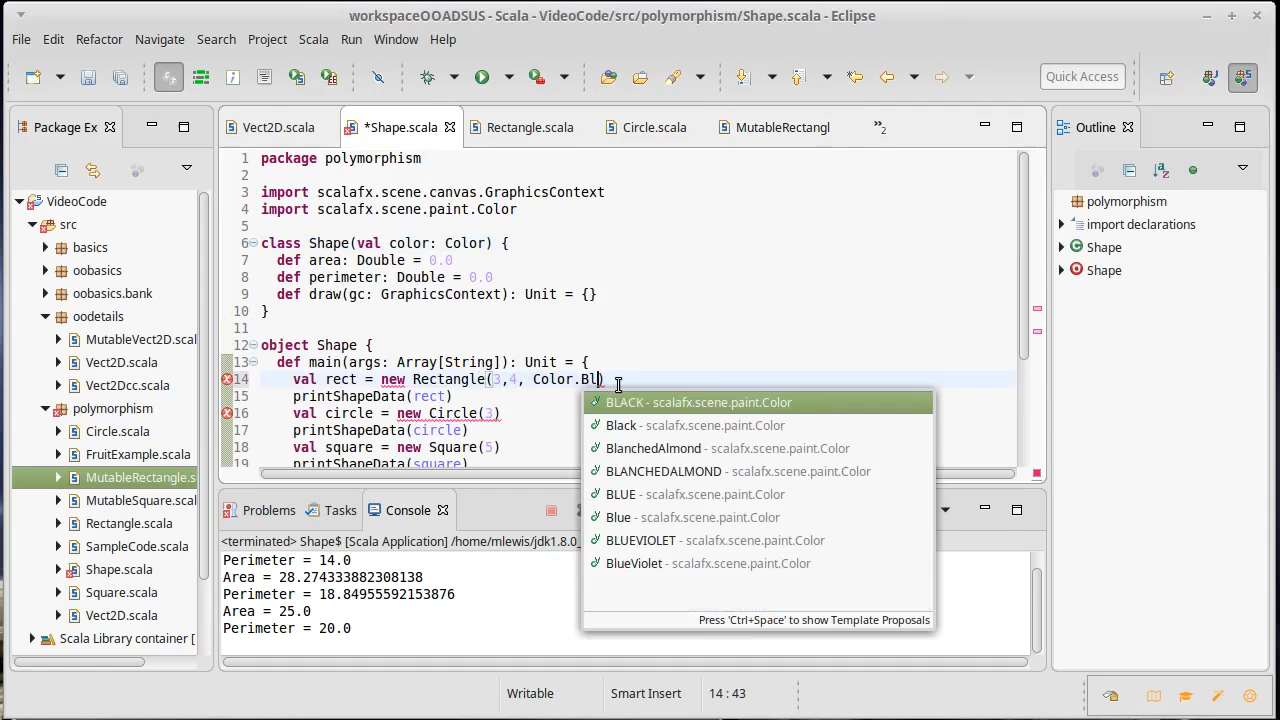 workspaceOOADSUS - Scala - VideoCode/src/polymorphism/Shape.scala - Eclipse
File Edit Refactor Navigate Search Project Scala Run Window Help
Quick Access
Package Ex
Vect2D.scala
*Shape.scala
Rectangle.scala
Circle.scala
MutableRectangl
»2
Outline
VideoCode
src
basics
oobasics
oobasics.bank
oodetails
MutableVect2D.scal
Vect2D.scala
Vect2Dcc.scala
polymorphism
Circle.scala
FruitExample.scala
MutableRectangle.s
MutableSquare.scal
Rectangle.scala
SampleCode.scala
Shape.scala
Square.scala
Vect2D.scala
Scala Library container [
1 package polymorphism
2
3 import scalafx.scene.canvas.GraphicsContext
4 import scalafx.scene.paint.Color
5
6 class Shape(val color: Color) {
7 def area: Double = 0.0
8 def perimeter: Double = 0.0
9 def draw(gc: GraphicsContext): Unit = {}
10 }
11
12 object Shape {
13 def main(args: Array[String]): Unit = {
14 val rect = new Rectangle(3,4, Color.Bl)
15 printShapeData(rect)
16 val circle = new Circle(3)
17 printShapeData(circle)
18 val square = new Square(5)
19 printShapeData(square)
BLACK - scalafx.scene.paint.Color
Black - scalafx.scene.paint.Color
BlanchedAlmond - scalafx.scene.paint.Color
BLANCHEDALMOND - scalafx.scene.paint.Color
BLUE - scalafx.scene.paint.Color
Blue - scalafx.scene.paint.Color
BLUEVIOLET - scalafx.scene.paint.Color
BlueViolet - scalafx.scene.paint.Color
Press 'Ctrl+Space' to show Template Proposals
polymorphism
import declarations
Shape
Shape
Problems
Tasks
Console
<terminated> Shape$ [Scala Application] /home/mlewis/jdk1.8.0_
Perimeter = 14.0
Area = 28.274333882308138
Perimeter = 18.84955592153876
Area = 25.0
Perimeter = 20.0
Writable
Smart Insert
14 : 43